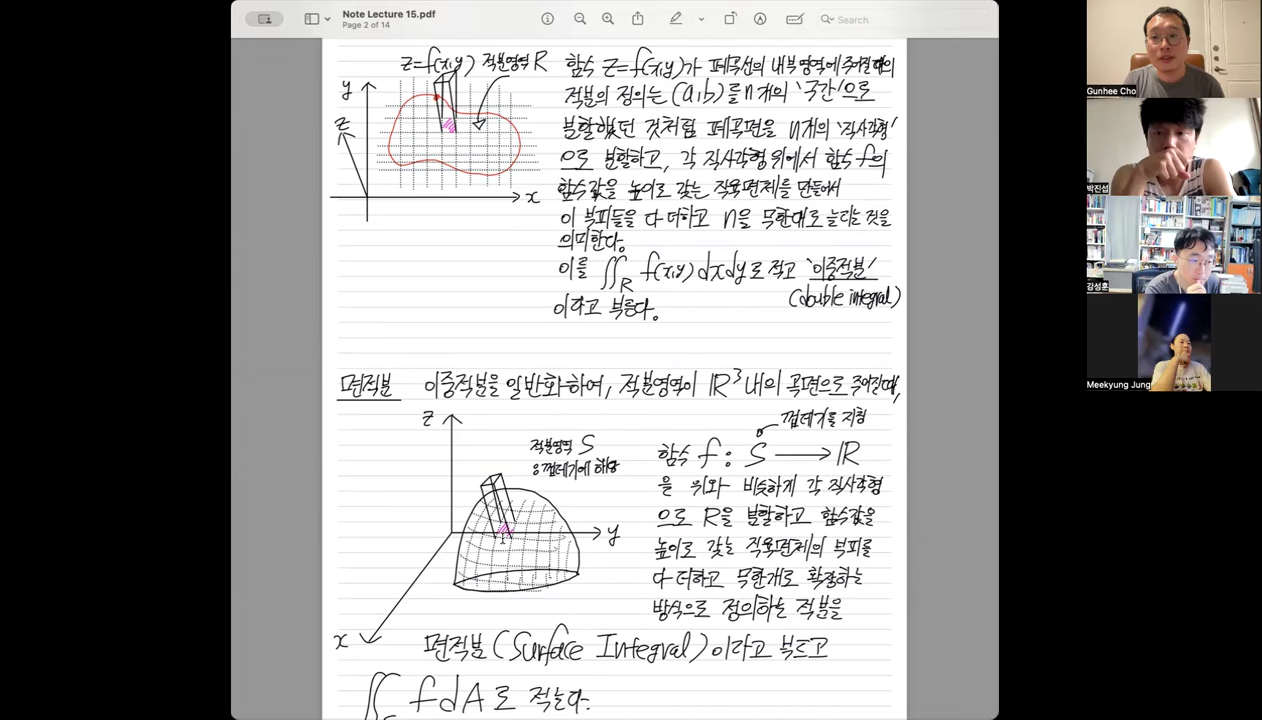 Note Lecture 15.pdf
Page 2 of 14
Search
z=f(x,y) 적분영역 R
y
z
x
함수 z=f(x,y)가 폐곡선의 내부영역에 주어질때의
적분의 정의는 (a,b)를 n개의 '구간'으로
분할했던 것처럼 폐곡면을 n개의 '직사각형'
으로 분할하고, 각 직사각형 위에서 함수 f의
함수값을 높이로 갖는 직육면체를 만들어서
이 부피들을 다 더하고 n을 무한대로 늘리는 것을
의미한다.
이를 ∬_R f(x,y) dxdy로 적고 '이중적분'
(double integral)
이라고 부른다.
면적분 이중적분을 일반화하여, 적분영역이 ℝ³ 내의 곡면으로 주어질때,
z
적분영역 S
: 껍데기에 해당
y
x
껍데기를 지칭
함수 f : S → ℝ
을 위와 비슷하게 각 직사각형
으로 R을 분할하고 함수값을
높이로 갖는 직육면체의 부피를
다 더하고 무한개로 확장하는
방식으로 정의하는 적분을
면적분 (Surface Integral) 이라고 부르고
∬ f dA로 적는다.
Gunhee Cho
박진섭
강성훈
Meekyung Jung